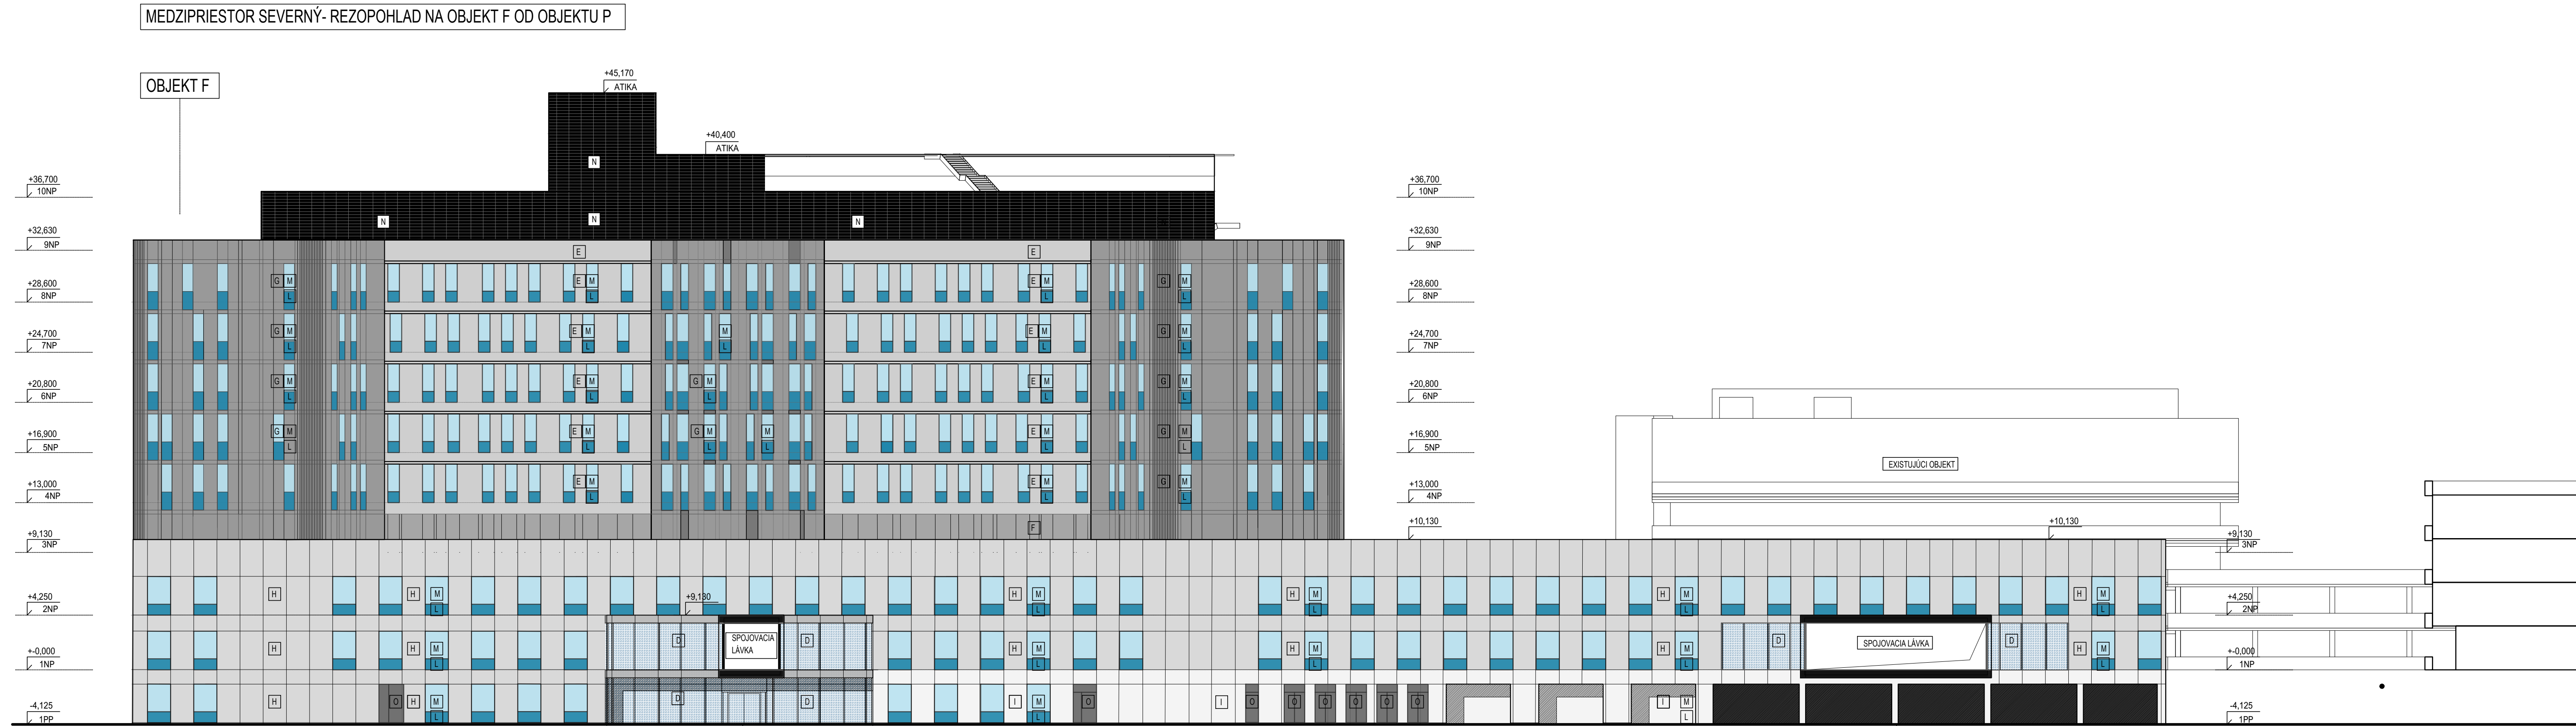 MEDZIPRIESTOR SEVERNÝ- REZOPOHLAD NA OBJEKT F OD OBJEKTU P
OBJEKT F
+45,170
ATIKA
+40,400
ATIKA
N
+36,700
10NP
+36,700
10NP
N N N
+32,630
9NP
+32,630
9NP
E E
G M E M E M G M
L L L L
+28,600
8NP
+28,600
8NP
G M E M M E M G M
L L L L L
+24,700
7NP
+24,700
7NP
G M E M G M E M G M
L L L L L
+20,800
6NP
+20,800
6NP
G M E M G M M E M G M
L L L L L L
+16,900
5NP
+16,900
5NP
EXISTUJÚCI OBJEKT
E M E M G M
L L L
+13,000
4NP
+13,000
4NP
F
+10,130
+10,130
+9,130
3NP
+9,130
3NP
H H M H M H M H M H M
L L L L L
+9,130
+4,250
2NP
+4,250
2NP
D D D D
SPOJOVACIA
LÁVKA
SPOJOVACIA LÁVKA
H H M H M H M H M H M
L L L L L
+-0,000
1NP
+-0,000
1NP
H O H M D D I M O I O O O O O O I M
L L L
-4,125
1PP
-4,125
1PP